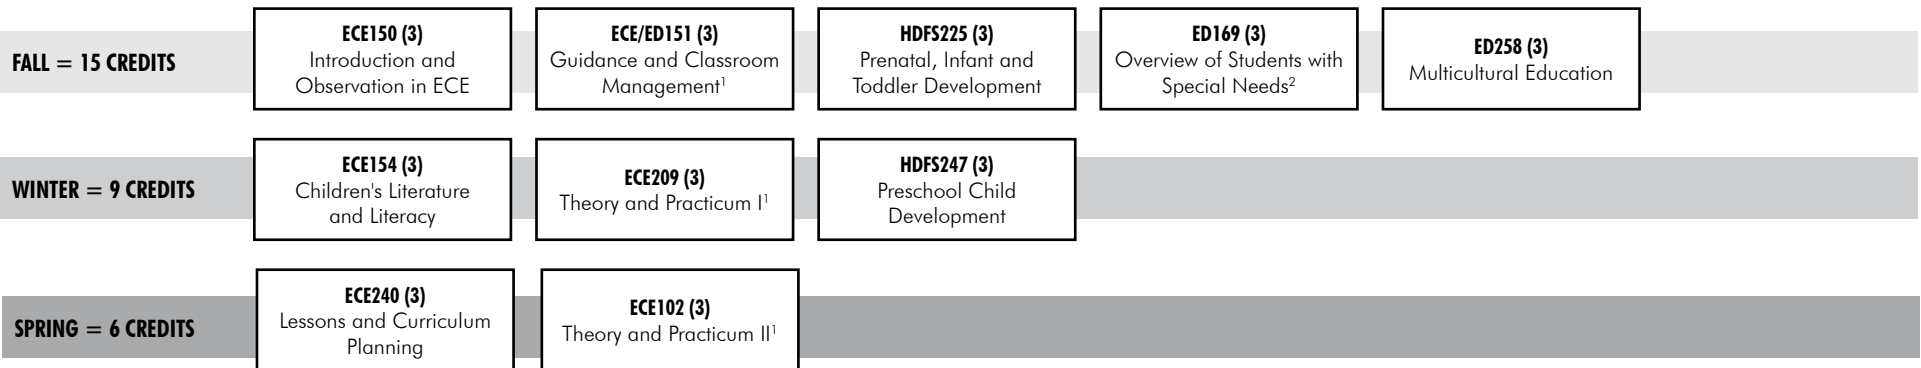 FALL = 15 CREDITS
ECE150 (3)
Introduction and
Observation in ECE
ECE/ED151 (3)
Guidance and Classroom
Management¹
HDFS225 (3)
Prenatal, Infant and
Toddler Development
ED169 (3)
Overview of Students with
Special Needs²
ED258 (3)
Multicultural Education
WINTER = 9 CREDITS
ECE154 (3)
Children's Literature
and Literacy
ECE209 (3)
Theory and Practicum I¹
HDFS247 (3)
Preschool Child
Development
SPRING = 6 CREDITS
ECE240 (3)
Lessons and Curriculum
Planning
ECE102 (3)
Theory and Practicum II¹